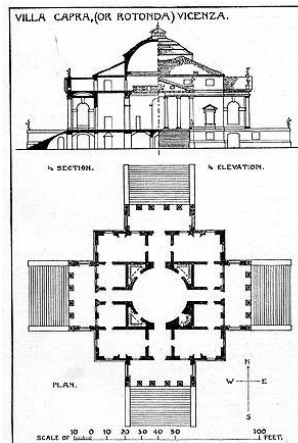 VILLA CAPRA, (OR ROTONDA) VICENZA.
½ SECTION. ½ ELEVATION.
PLAN.
N
W E
S
SCALE OF 10 0 10 20 30 40 50 100 FEET.